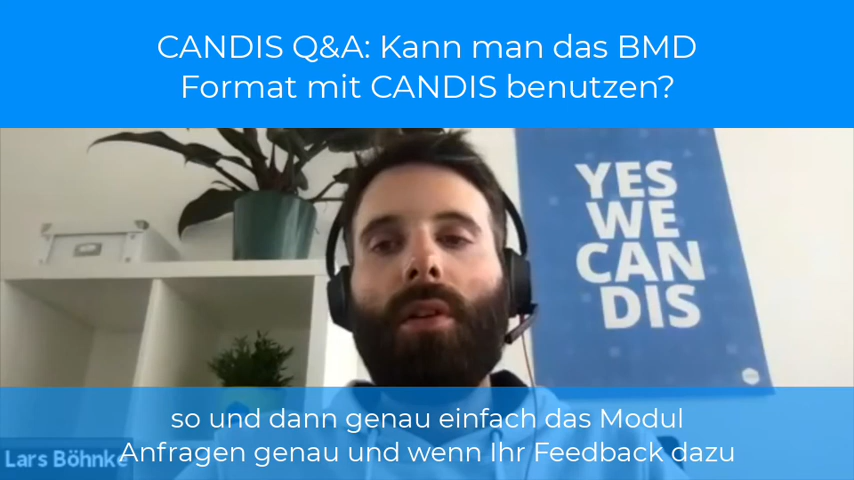 CANDIS Q&A: Kann man das BMD
Format mit CANDIS benutzen?
YES
WE
CAN
DIS
so und dann genau einfach das Modul
Anfragen genau und wenn Ihr Feedback dazu
Lars Böhnke